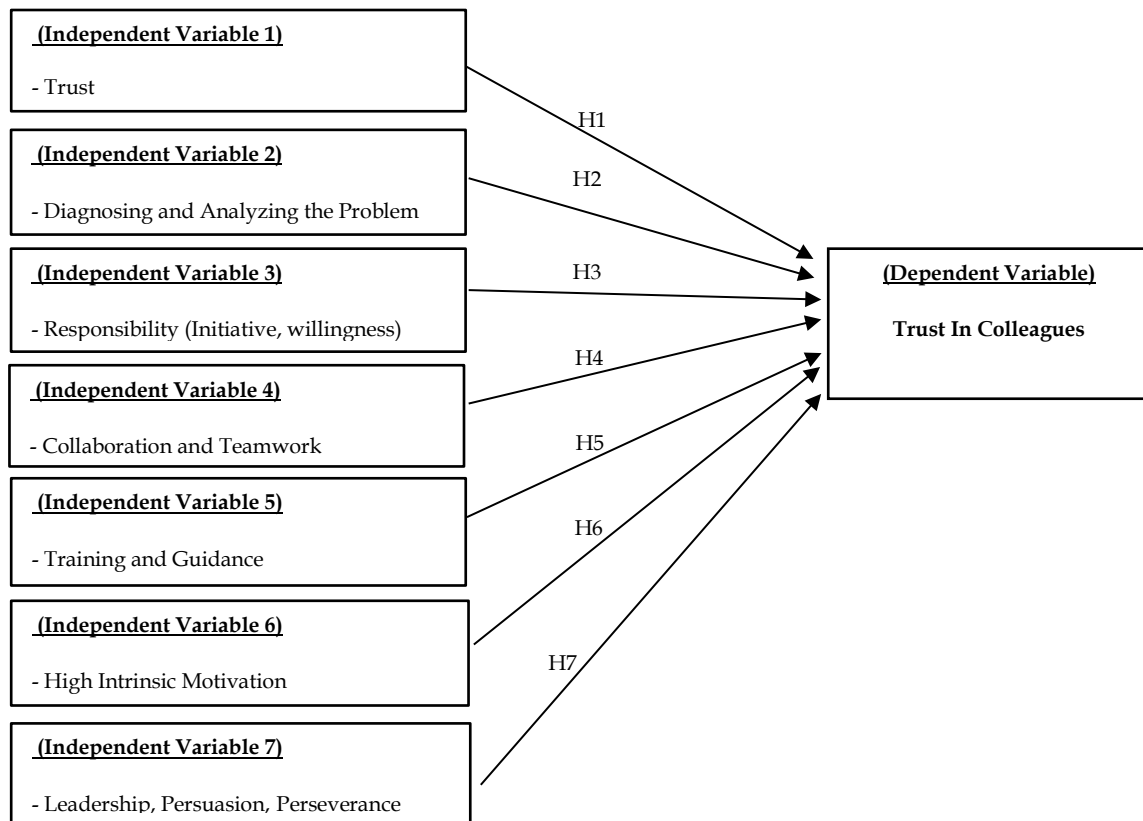 (Independent Variable 1)
- Trust
H1
(Independent Variable 2)
- Diagnosing and Analyzing the Problem
H2
(Independent Variable 3)
- Responsibility (Initiative, willingness)
H3
(Dependent Variable)
Trust In Colleagues
(Independent Variable 4)
- Collaboration and Teamwork
H4
(Independent Variable 5)
- Training and Guidance
H5
(Independent Variable 6)
- High Intrinsic Motivation
H6
(Independent Variable 7)
- Leadership, Persuasion, Perseverance
H7